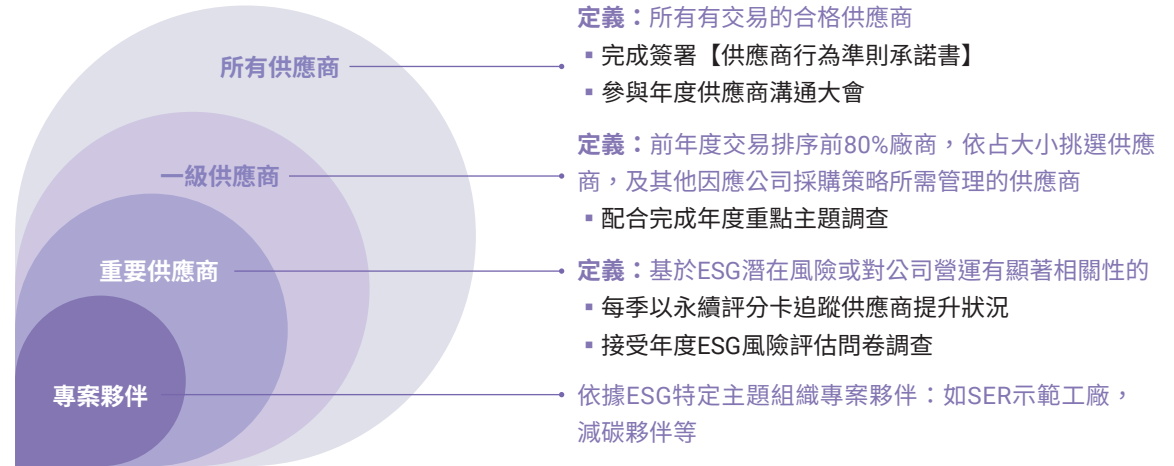 所有供應商
定義：所有有交易的合格供應商
▪ 完成簽署【供應商行為準則承諾書】
▪ 參與年度供應商溝通大會
一級供應商
定義：前年度交易排序前80%廠商，依占大小挑選供應
商，及其他因應公司採購策略所需管理的供應商
▪ 配合完成年度重點主題調查
重要供應商
定義：基於ESG潛在風險或對公司營運有顯著相關性的
▪ 每季以永續評分卡追蹤供應商提升狀況
▪ 接受年度ESG風險評估問卷調查
專案夥伴
依據ESG特定主題組織專案夥伴：如SER示範工廠，
減碳夥伴等